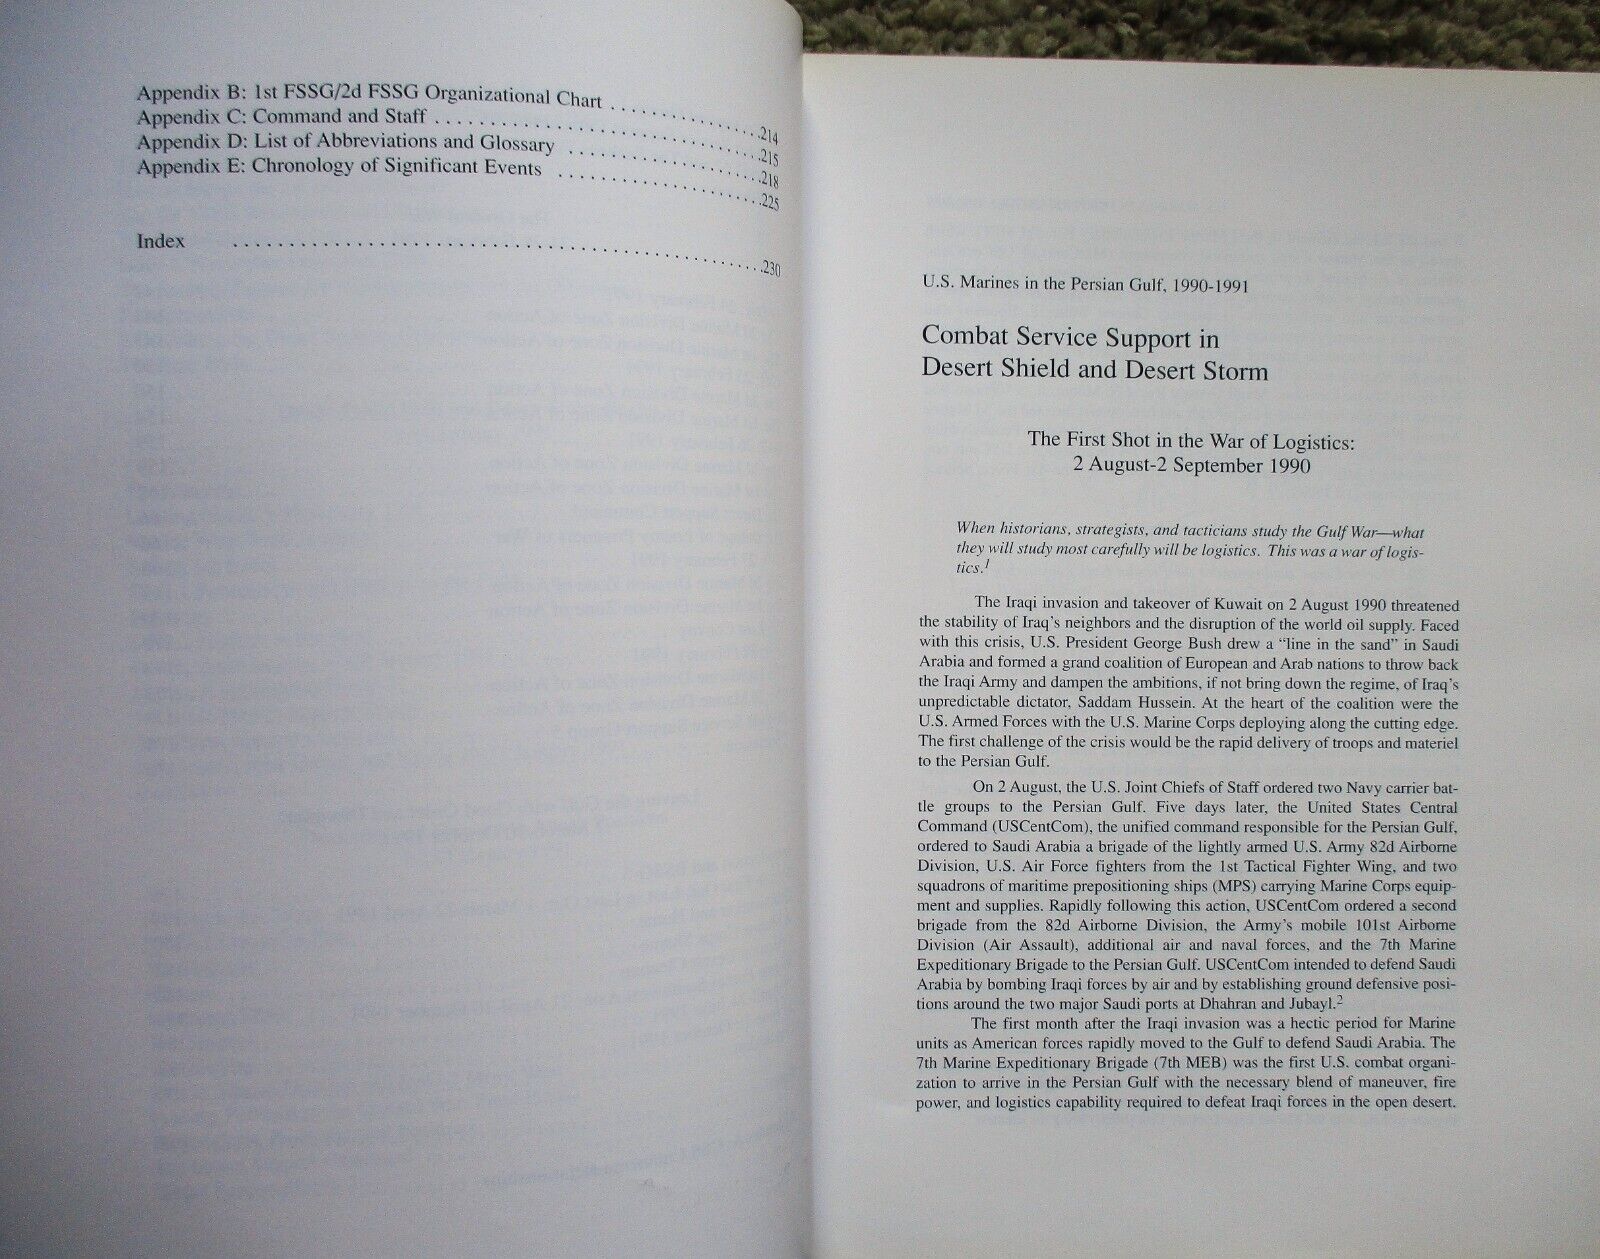 Appendix B: 1st FSSG/2d FSSG Organizational Chart . . . . . . . . . . . . . . . .214
Appendix C: Command and Staff . . . . . . . . . . . . . . . . . . . . . . . . . . . . . .215
Appendix D: List of Abbreviations and Glossary . . . . . . . . . . . . . . . . . .218
Appendix E: Chronology of Significant Events . . . . . . . . . . . . . . . . . . .225
Index . . . . . . . . . . . . . . . . . . . . . . . . . . . . . . . . . . . . . . . . . . . . . . .230
U.S. Marines in the Persian Gulf, 1990-1991
Combat Service Support in
Desert Shield and Desert Storm
The First Shot in the War of Logistics:
2 August-2 September 1990
When historians, strategists, and tacticians study the Gulf War—what
they will study most carefully will be logistics. This was a war of logis-
tics.1
The Iraqi invasion and takeover of Kuwait on 2 August 1990 threatened
the stability of Iraq's neighbors and the disruption of the world oil supply. Faced
with this crisis, U.S. President George Bush drew a "line in the sand" in Saudi
Arabia and formed a grand coalition of European and Arab nations to throw back
the Iraqi Army and dampen the ambitions, if not bring down the regime, of Iraq's
unpredictable dictator, Saddam Hussein. At the heart of the coalition were the
U.S. Armed Forces with the U.S. Marine Corps deploying along the cutting edge.
The first challenge of the crisis would be the rapid delivery of troops and materiel
to the Persian Gulf.
On 2 August, the U.S. Joint Chiefs of Staff ordered two Navy carrier bat-
tle groups to the Persian Gulf. Five days later, the United States Central
Command (USCentCom), the unified command responsible for the Persian Gulf,
ordered to Saudi Arabia a brigade of the lightly armed U.S. Army 82d Airborne
Division, U.S. Air Force fighters from the 1st Tactical Fighter Wing, and two
squadrons of maritime prepositioning ships (MPS) carrying Marine Corps equip-
ment and supplies. Rapidly following this action, USCentCom ordered a second
brigade from the 82d Airborne Division, the Army's mobile 101st Airborne
Division (Air Assault), additional air and naval forces, and the 7th Marine
Expeditionary Brigade to the Persian Gulf. USCentCom intended to defend Saudi
Arabia by bombing Iraqi forces by air and by establishing ground defensive posi-
tions around the two major Saudi ports at Dhahran and Jubayl.2
The first month after the Iraqi invasion was a hectic period for Marine
units as American forces rapidly moved to the Gulf to defend Saudi Arabia. The
7th Marine Expeditionary Brigade (7th MEB) was the first U.S. combat organi-
zation to arrive in the Persian Gulf with the necessary blend of maneuver, fire
power, and logistics capability required to defeat Iraqi forces in the open desert.